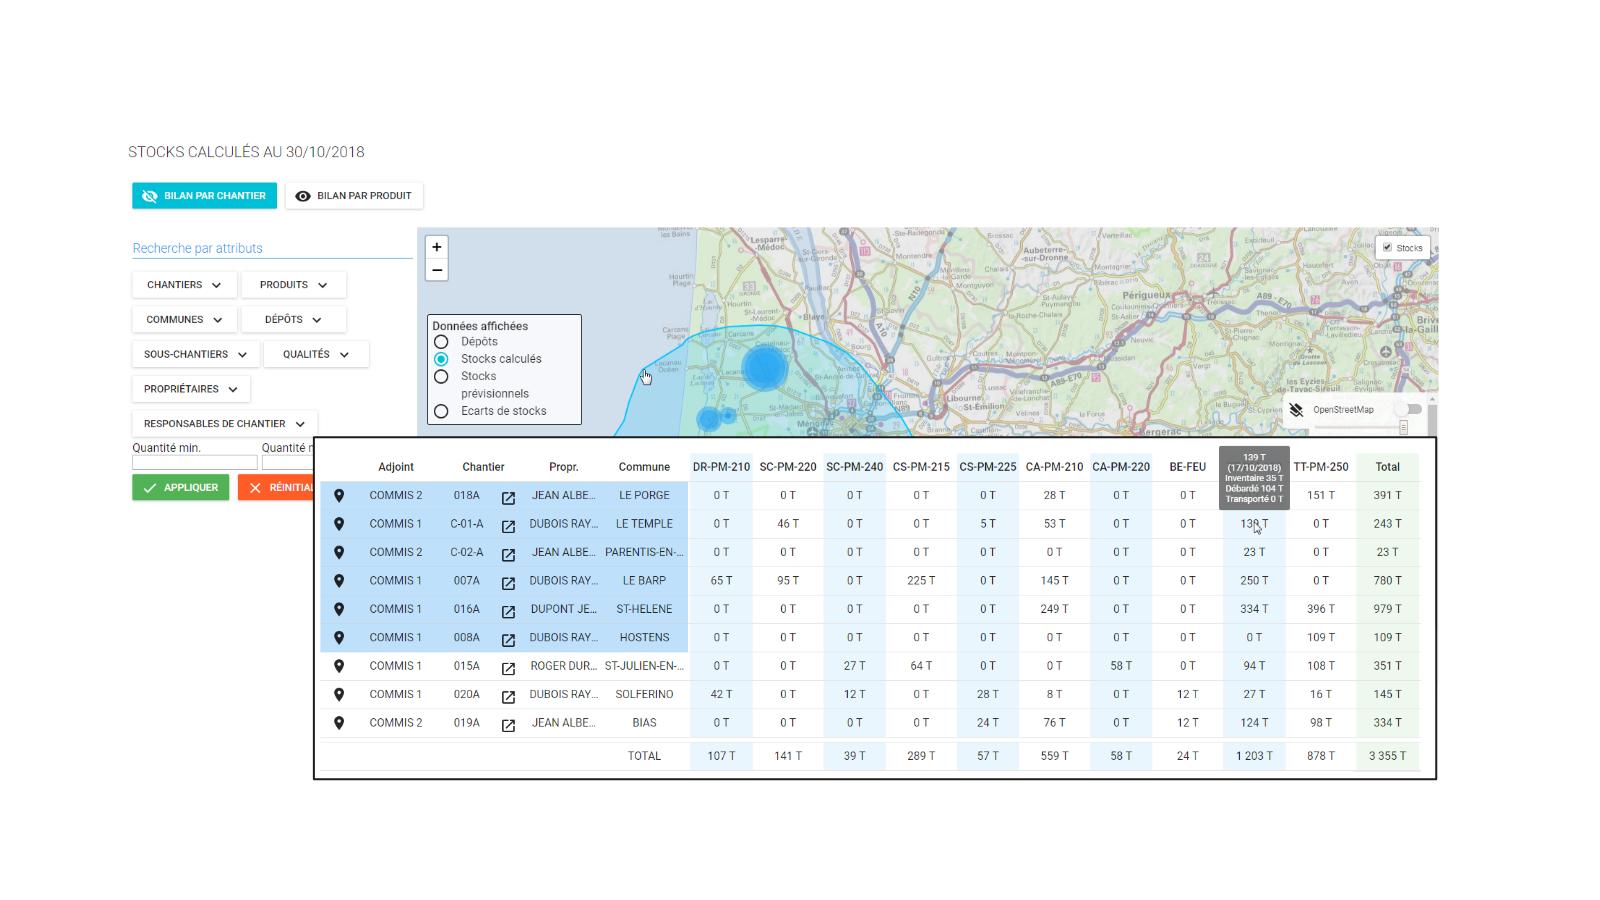 STOCKS CALCULÉS AU 30/10/2018
BILAN PAR CHANTIER
BILAN PAR PRODUIT
Recherche par attributs
CHANTIERS
PRODUITS
COMMUNES
DÉPÔTS
SOUS-CHANTIERS
QUALITÉS
PROPRIÉTAIRES
RESPONSABLES DE CHANTIER
Quantité min.
Quantité
APPLIQUER
RÉINITIAL
+
−
Données affichées
Dépôts
Stocks calculés
Stocks
prévisionnels
Ecarts de stocks
Stocks
Périgueux
Libourne
St-Émilion
Bergerac
Blaye
Aubeterre-
sur-Dronne
Lesparre-
Médoc
OpenStreetMap
139 T
(17/10/2018)
Inventaire 35 T
Débardé 104 T
Transporté 0 T
Adjoint Chantier Propr. Commune DR-PM-210 SC-PM-220 SC-PM-240 CS-PM-215 CS-PM-225 CA-PM-210 CA-PM-220 BE-FEU TT-PM-250 Total
COMMIS 2 018A JEAN ALBE... LE PORGE 0 T 0 T 0 T 0 T 0 T 28 T 0 T 0 T 151 T 391 T
COMMIS 1 C-01-A DUBOIS RAY... LE TEMPLE 0 T 46 T 0 T 0 T 5 T 53 T 0 T 0 T 139 T 0 T 243 T
COMMIS 2 C-02-A JEAN ALBE... PARENTIS-EN-... 0 T 0 T 0 T 0 T 0 T 0 T 0 T 0 T 23 T 0 T 23 T
COMMIS 1 007A DUBOIS RAY... LE BARP 65 T 95 T 0 T 225 T 0 T 145 T 0 T 0 T 250 T 0 T 780 T
COMMIS 1 016A DUPONT JE... ST-HELENE 0 T 0 T 0 T 0 T 0 T 249 T 0 T 0 T 334 T 396 T 979 T
COMMIS 1 008A DUBOIS RAY... HOSTENS 0 T 0 T 0 T 0 T 0 T 0 T 0 T 0 T 0 T 109 T 109 T
COMMIS 1 015A ROGER DUR... ST-JULIEN-EN-... 0 T 0 T 27 T 64 T 0 T 0 T 58 T 0 T 94 T 108 T 351 T
COMMIS 1 020A DUBOIS RAY... SOLFERINO 42 T 0 T 12 T 0 T 28 T 8 T 0 T 12 T 27 T 16 T 145 T
COMMIS 2 019A JEAN ALBE... BIAS 0 T 0 T 0 T 0 T 24 T 76 T 0 T 12 T 124 T 98 T 334 T
TOTAL 107 T 141 T 39 T 289 T 57 T 559 T 58 T 24 T 1 203 T 878 T 3 355 T